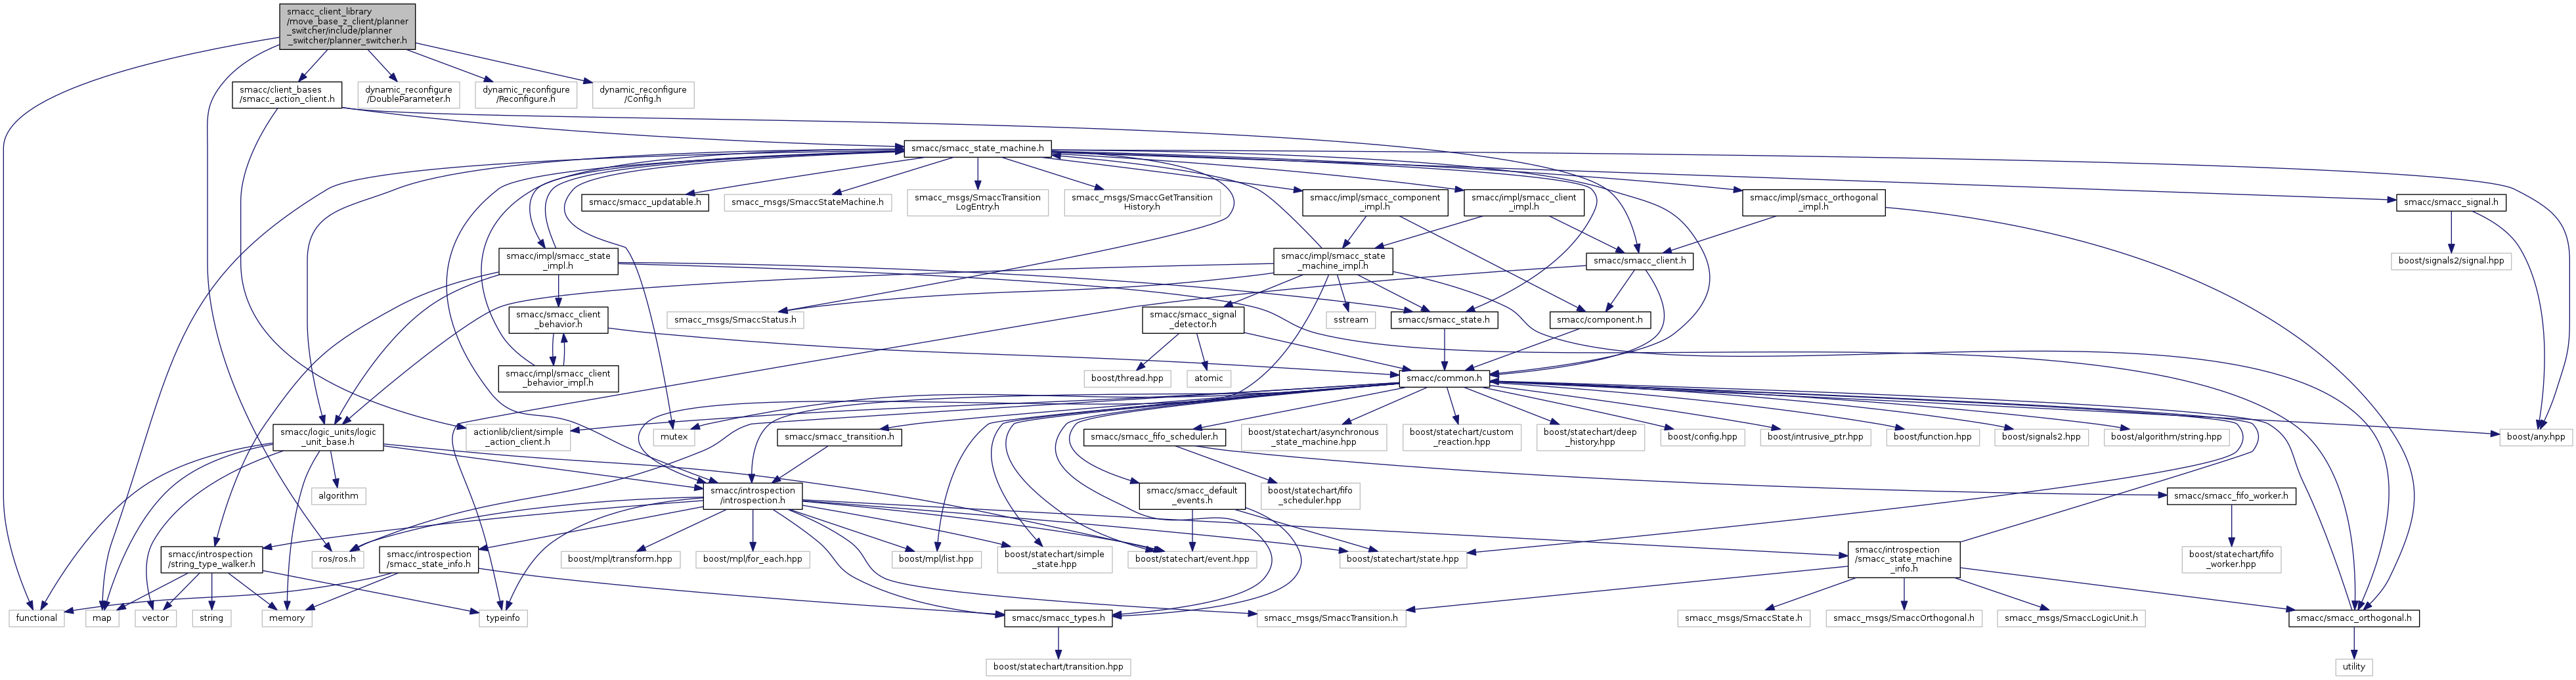 smacc_client_library
/move_base_z_client/planner
_switcher/include/planner
_switcher/planner_switcher.h
smacc/client_bases
/smacc_action_client.h
dynamic_reconfigure
/DoubleParameter.h
dynamic_reconfigure
/Reconfigure.h
dynamic_reconfigure
/Config.h
smacc/smacc_state_machine.h
smacc/smacc_updatable.h
smacc_msgs/SmaccStateMachine.h
smacc_msgs/SmaccTransition
LogEntry.h
smacc_msgs/SmaccGetTransition
History.h
smacc/impl/smacc_component
_impl.h
smacc/impl/smacc_client
_impl.h
smacc/impl/smacc_orthogonal
_impl.h
smacc/smacc_signal.h
smacc/impl/smacc_state
_impl.h
smacc/impl/smacc_state
_machine_impl.h
smacc/smacc_client.h
boost/signals2/signal.hpp
smacc/smacc_client
_behavior.h
smacc_msgs/SmaccStatus.h
smacc/smacc_signal
_detector.h
sstream
smacc/smacc_state.h
smacc/component.h
smacc/impl/smacc_client
_behavior_impl.h
boost/thread.hpp
atomic
smacc/common.h
smacc/logic_units/logic
_unit_base.h
actionlib/client/simple
_action_client.h
mutex
smacc/smacc_transition.h
smacc/smacc_fifo_scheduler.h
boost/statechart/asynchronous
_state_machine.hpp
boost/statechart/custom
_reaction.hpp
boost/statechart/deep
_history.hpp
boost/config.hpp
boost/intrusive_ptr.hpp
boost/function.hpp
boost/signals2.hpp
boost/algorithm/string.hpp
boost/any.hpp
algorithm
smacc/introspection
/introspection.h
smacc/smacc_default
_events.h
boost/statechart/fifo
_scheduler.hpp
smacc/smacc_fifo_worker.h
smacc/introspection
/string_type_walker.h
ros/ros.h
smacc/introspection
/smacc_state_info.h
boost/mpl/transform.hpp
boost/mpl/for_each.hpp
boost/mpl/list.hpp
boost/statechart/simple
_state.hpp
boost/statechart/event.hpp
boost/statechart/state.hpp
smacc/introspection
/smacc_state_machine
_info.h
boost/statechart/fifo
_worker.hpp
functional
map
vector
string
memory
typeinfo
smacc/smacc_types.h
smacc_msgs/SmaccTransition.h
smacc_msgs/SmaccState.h
smacc_msgs/SmaccOrthogonal.h
smacc_msgs/SmaccLogicUnit.h
smacc/smacc_orthogonal.h
boost/statechart/transition.hpp
utility